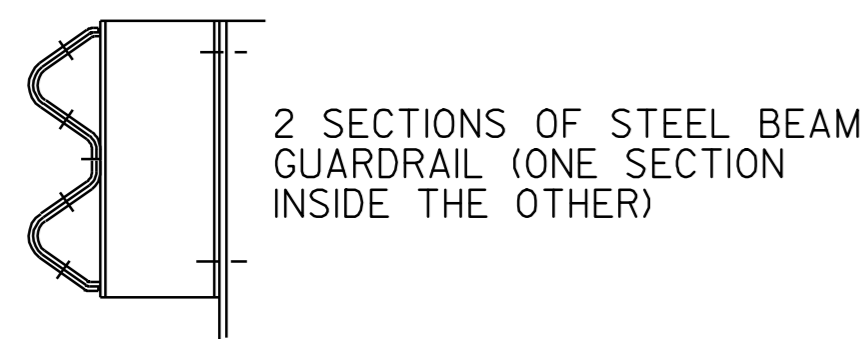 2 SECTIONS OF STEEL BEAM
GUARDRAIL (ONE SECTION
INSIDE THE OTHER)